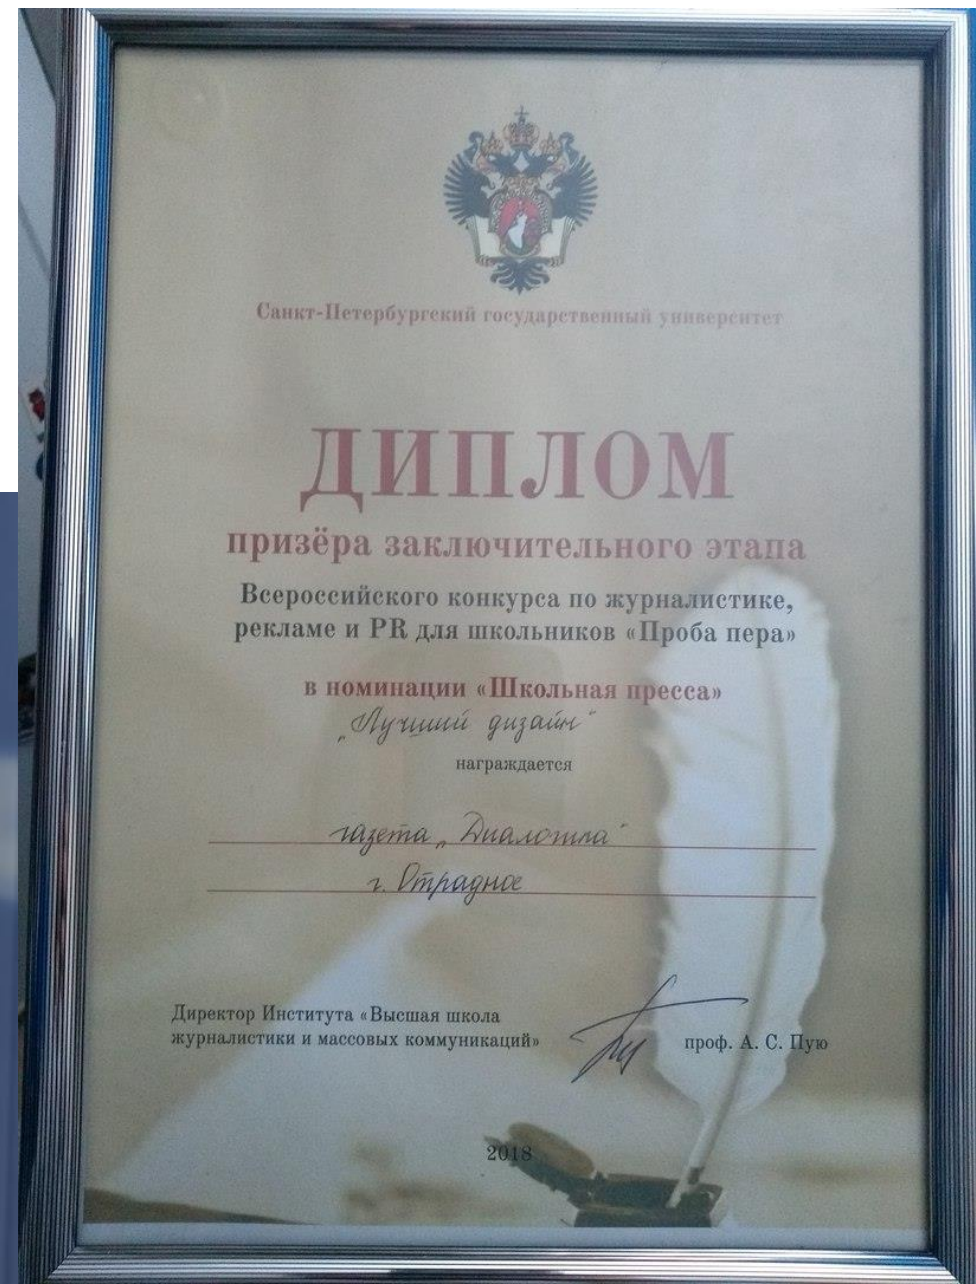 Санкт-Петербургский государственный университет
ДИПЛОМ
призёра заключительного этапа
Всероссийского конкурса по журналистике,
рекламе и PR для школьников «Проба пера»
в номинации «Школьная пресса»
„Лучший дизайн“
награждается
газета „Диалошка“
г. Отрадное
Директор Института «Высшая школа
журналистики и массовых коммуникаций»
проф. А. С. Пую
2018